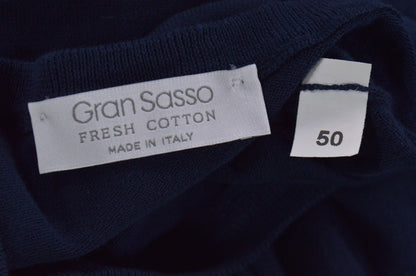 Gran Sasso
FRESH COTTON
MADE IN ITALY
50